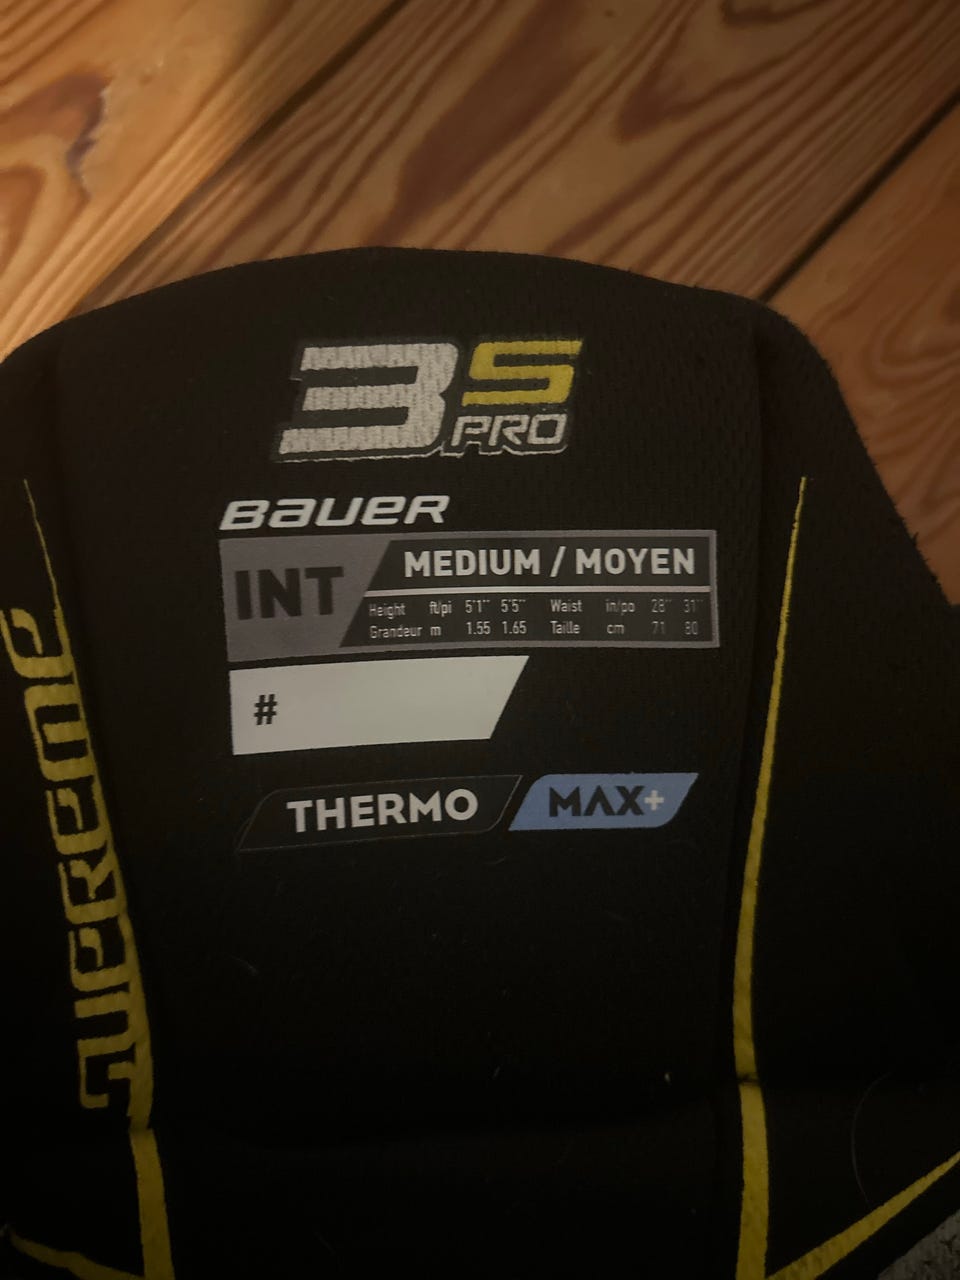 3S
PRO
BAUER
INT
MEDIUM / MOYEN
Height ft/pi 5'1" 5'5" Waist in/po 28" 31"
Grandeur m 1.55 1.65 Taille cm 71 80
#
THERMO MAX+
SUPREME